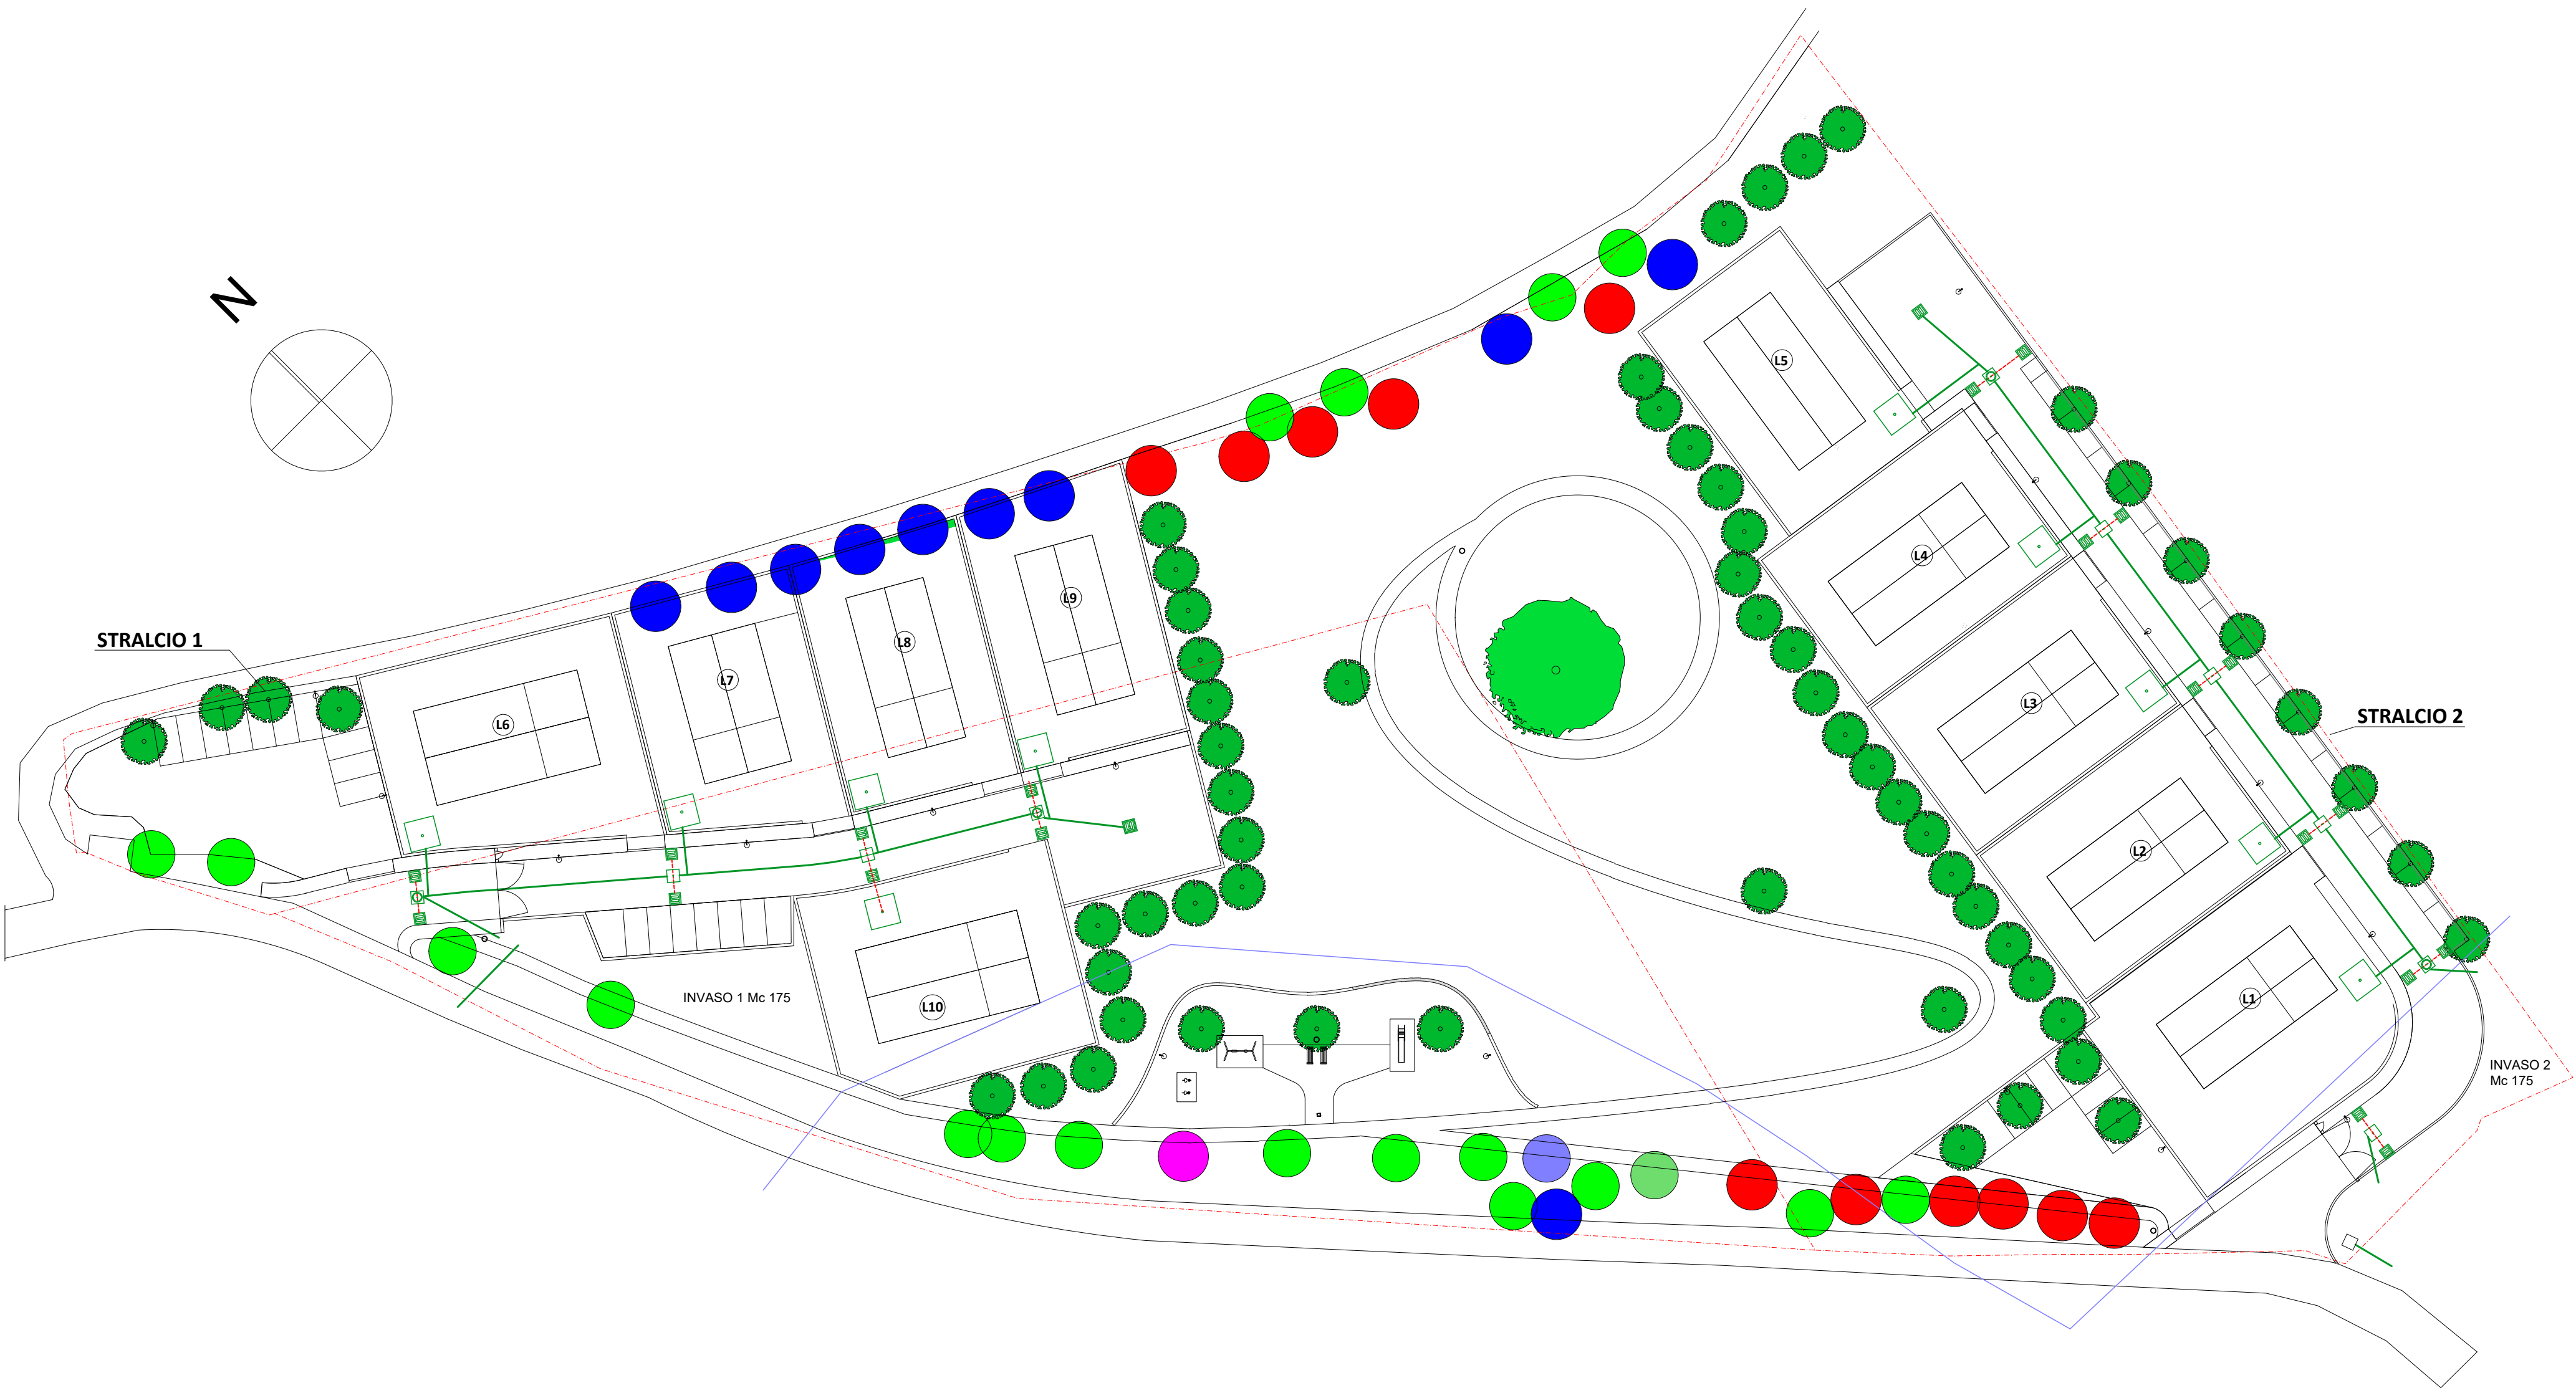 N
L5
L4
L9
L8
STRALCIO 1
L7
L3
L6
STRALCIO 2
L2
INVASO 1 Mc 175
L1
L10
INVASO 2
Mc 175